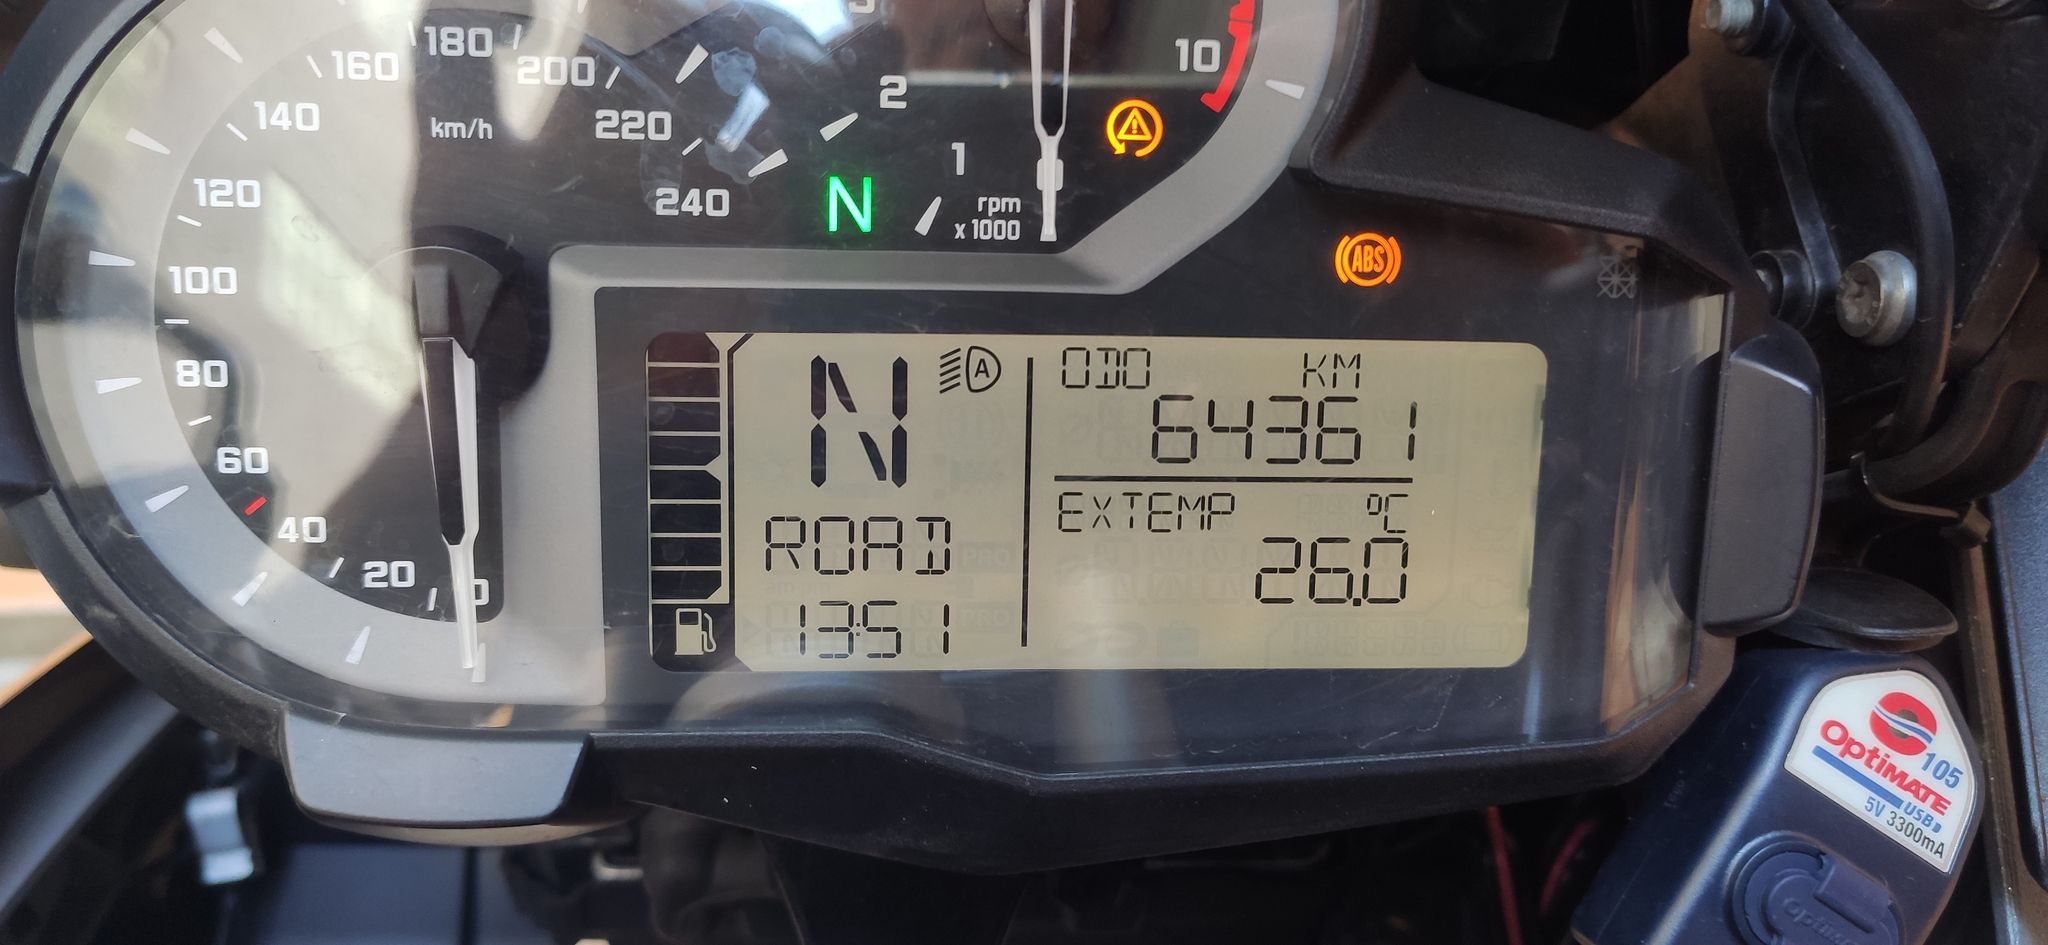 180
160
200
140
220
km/h
120
240
100
80
60
40
20
0
2
1
10
rpm
x 1000
N
ABS
N
A
ODO KM
64361
ROAD
EXTEMP °C
26.0
13:51
OptiMATE 105
USB
5V 3300mA